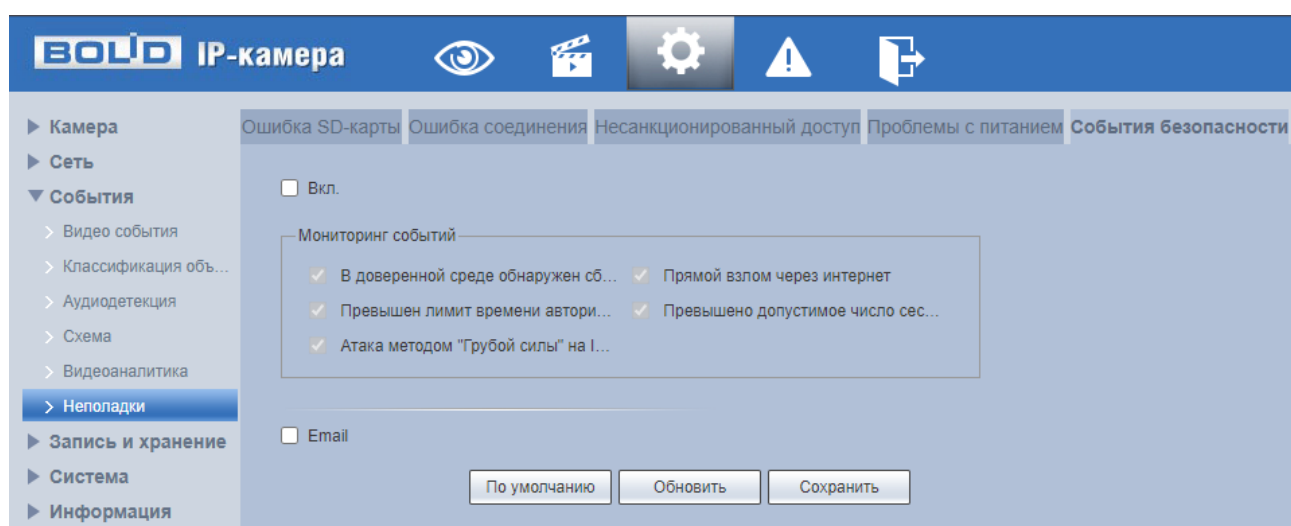 BOLID IP-камера
Камера
Сеть
События
Видео события
Классификация объ...
Аудиодетекция
Схема
Видеоаналитика
Неполадки
Запись и хранение
Система
Информация
Ошибка SD-карты Ошибка соединения Несанкционированный доступ Проблемы с питанием События безопасности
Вкл.
Мониторинг событий
В доверенной среде обнаружен сб... Прямой взлом через интернет
Превышен лимит времени автори... Превышено допустимое число сес...
Атака методом "Грубой силы" на I...
Email
По умолчанию Обновить Сохранить